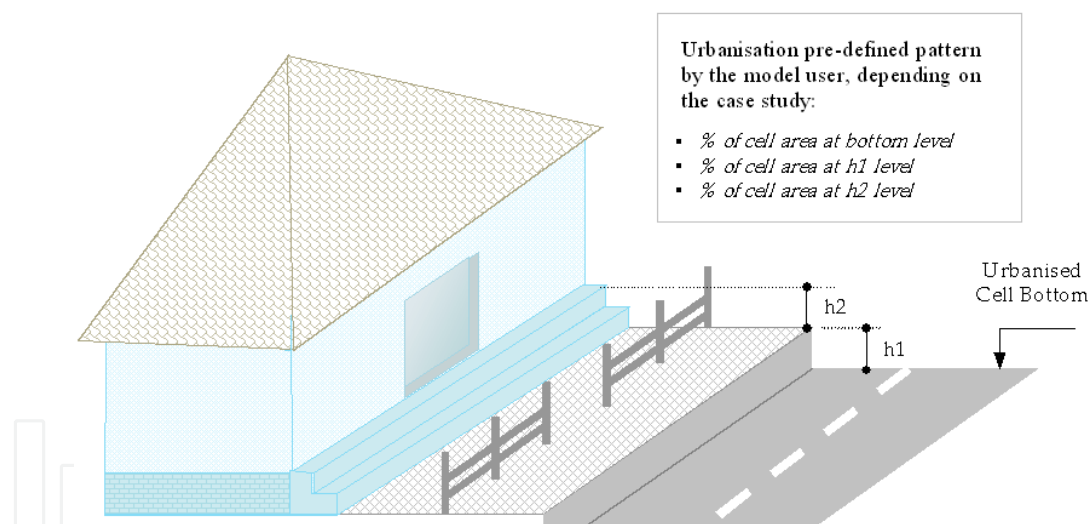 Urbanisation pre-defined pattern
by the model user, depending on
the case study:
▪ % of cell area at bottom level
▪ % of cell area at h1 level
▪ % of cell area at h2 level
Urbanised
Cell Bottom
h2
h1